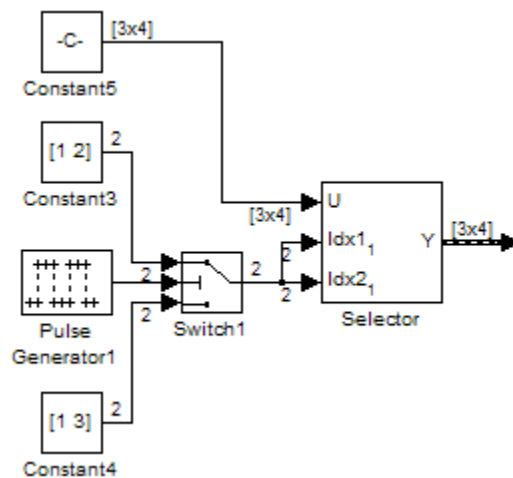 -C-
[3x4]
Constant5
[1 2]
2
Constant3
[3x4]
U
Idx1 1
Y
[3x4]
Idx2 1
2
2
2
2
2
Selector
Switch1
Pulse
Generator1
[1 3]
2
Constant4